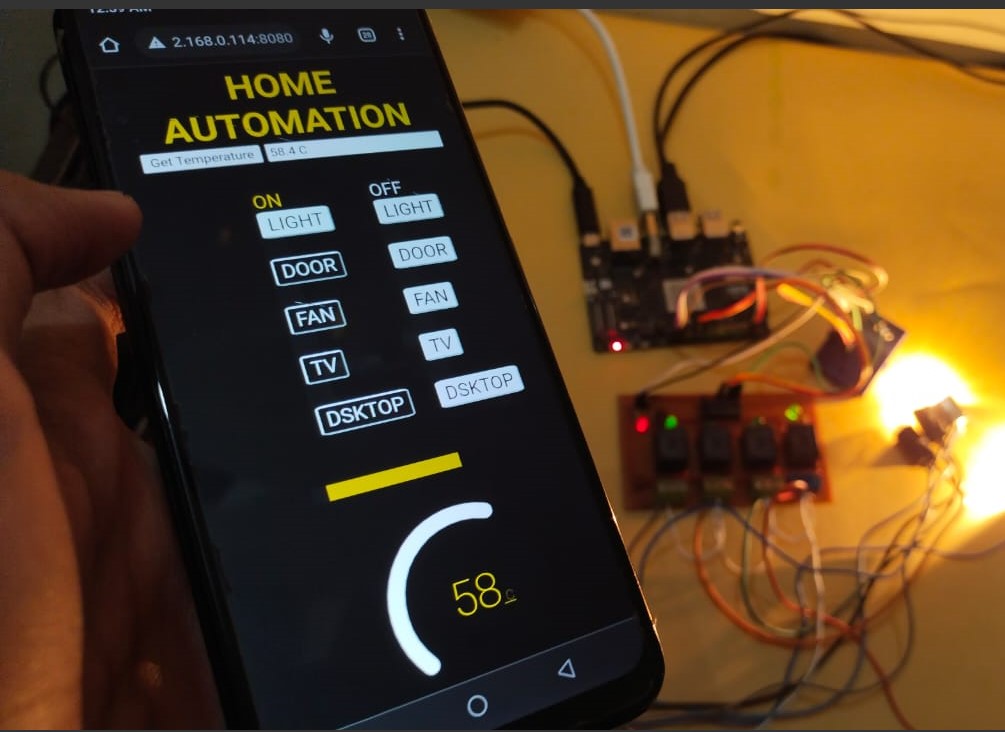 2.168.0.114:8080
HOME
AUTOMATION
Get Temperature 58.4 C
ON OFF
LIGHT LIGHT
DOOR DOOR
FAN FAN
TV TV
DSKTOP DSKTOP
58 C